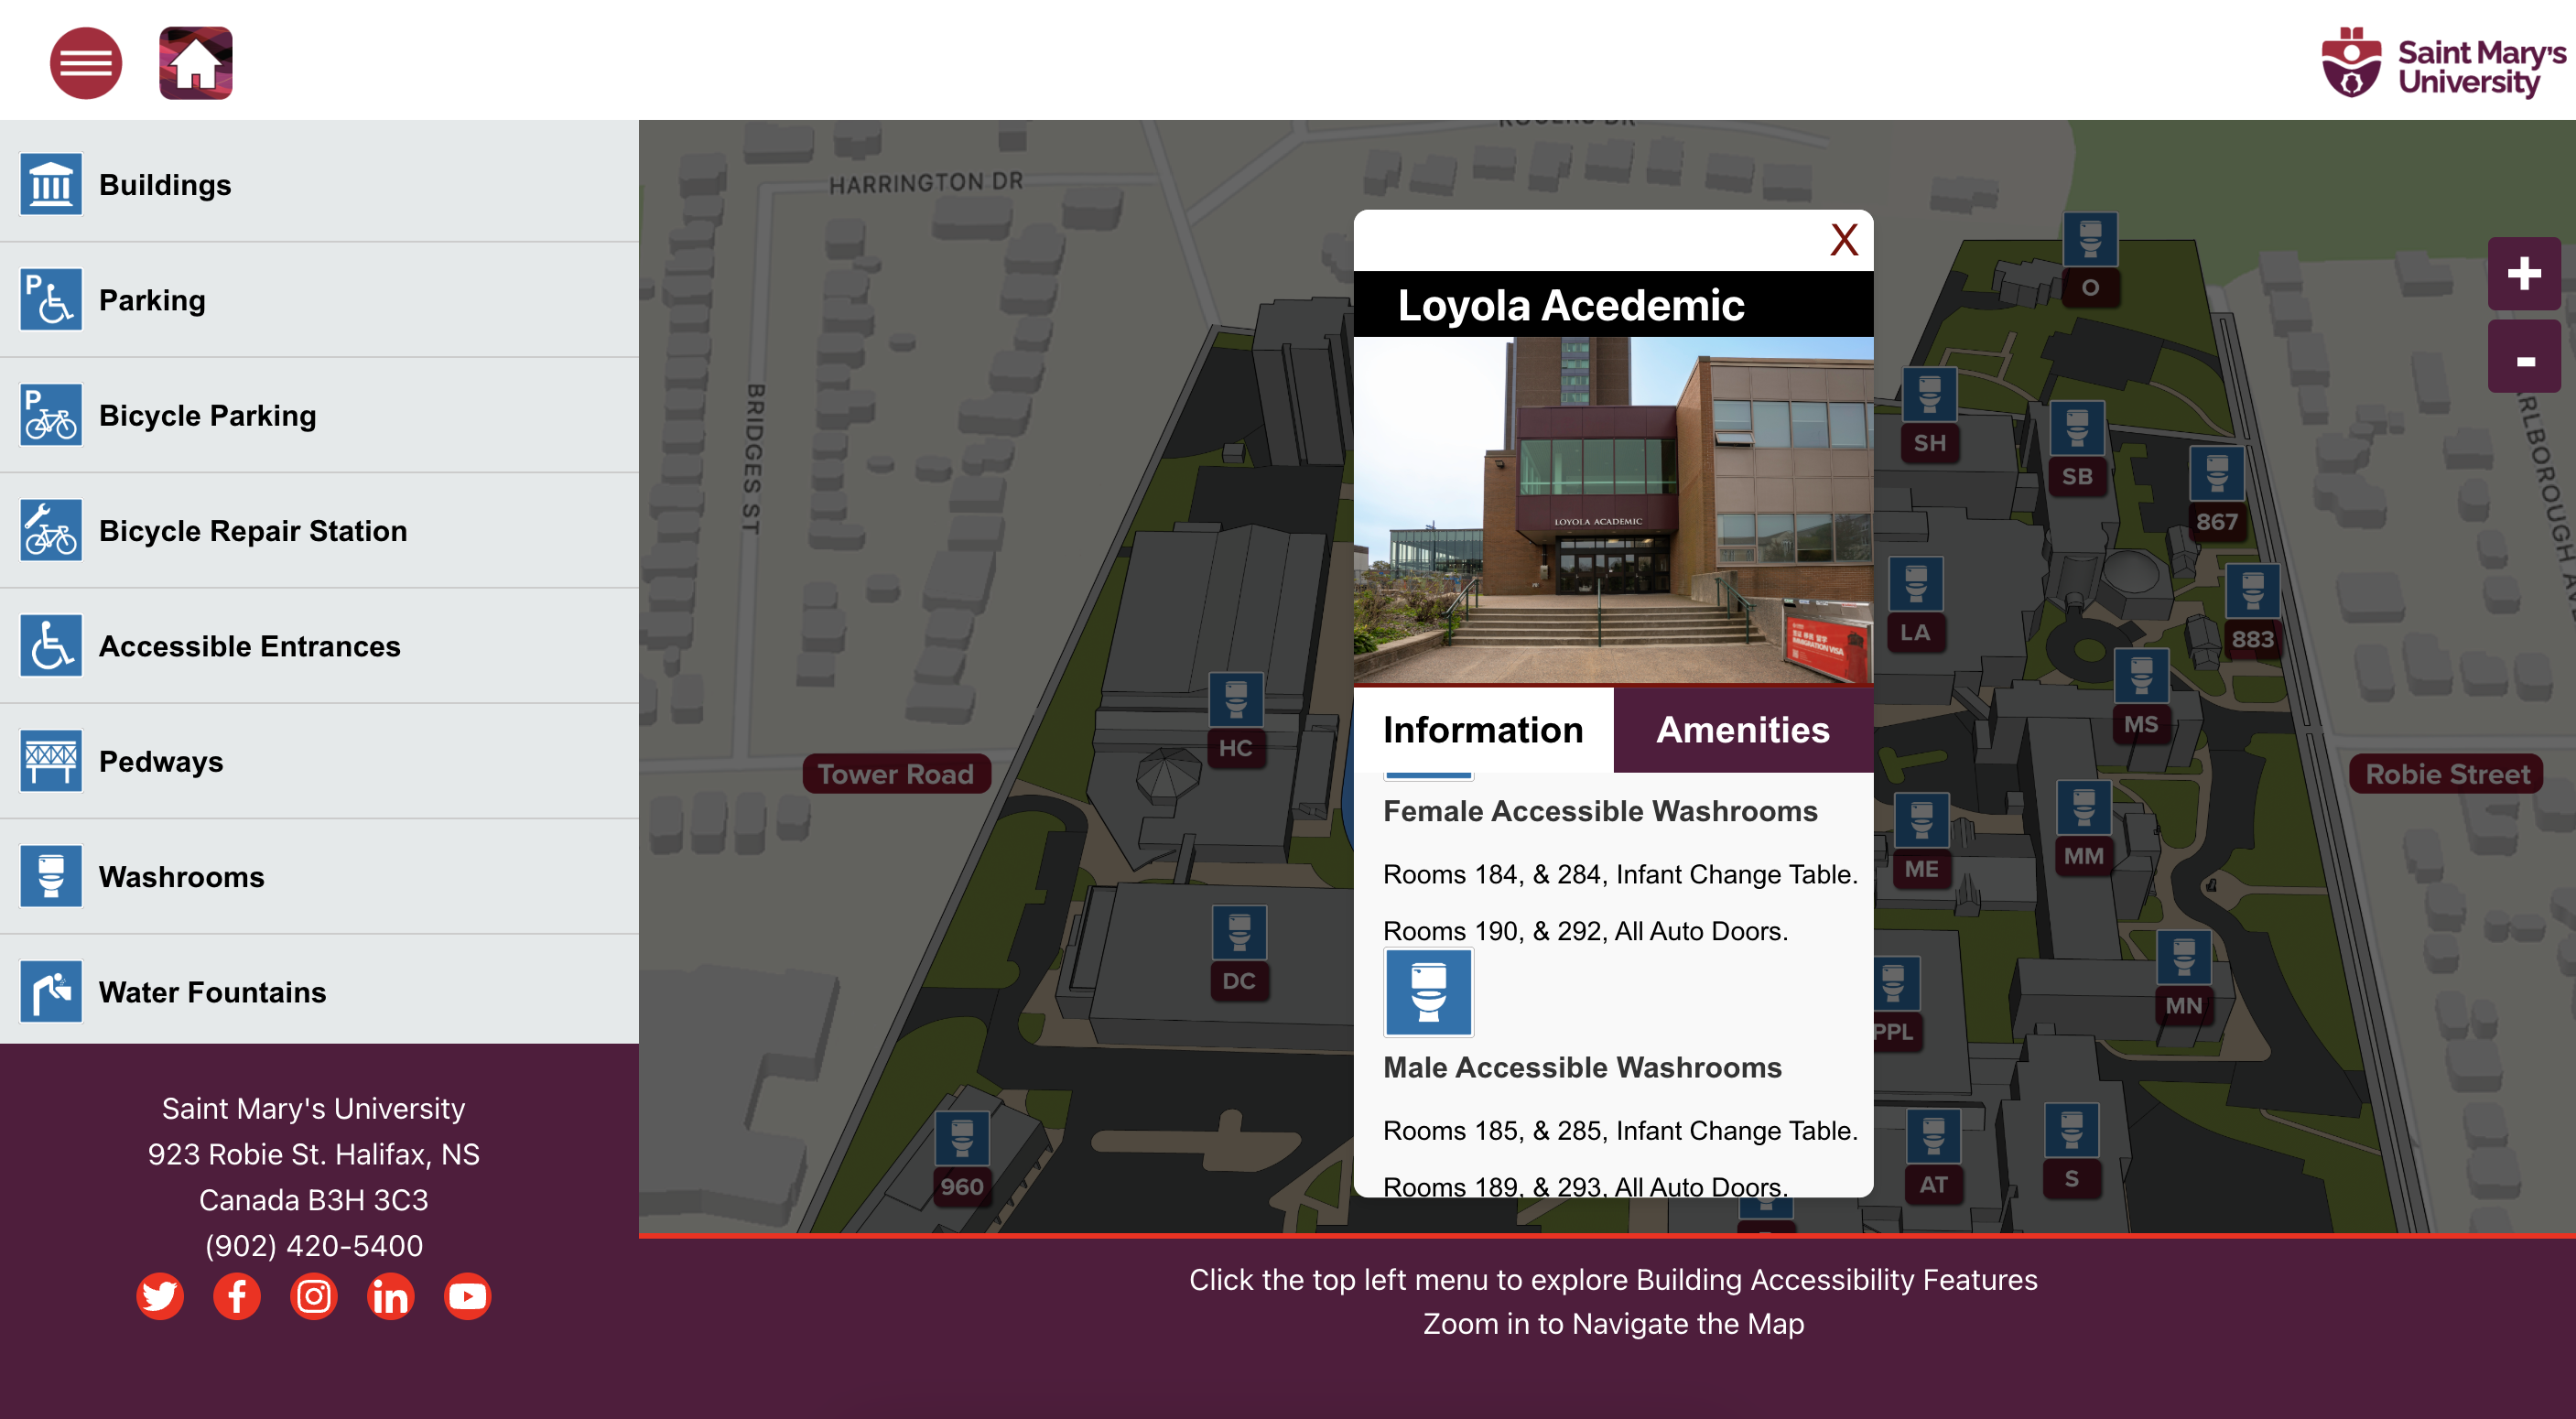 Saint Mary's
University
Buildings
P
Parking
P
Bicycle Parking
Bicycle Repair Station
Accessible Entrances
Pedways
Washrooms
Water Fountains
Saint Mary's University
923 Robie St. Halifax, NS
Canada B3H 3C3
(902) 420-5400
in
ROGERS DR
HARRINGTON DR
BRIDGES ST
Tower Road
HC
DC
960
X
Loyola Acedemic
LOYOLA ACADEMIC
IMMIGRATION VISA
Information
Amenities
Female Accessible Washrooms
Rooms 184, & 284, Infant Change Table.
Rooms 190, & 292, All Auto Doors.
Male Accessible Washrooms
Rooms 185, & 285, Infant Change Table.
Rooms 189, & 293, All Auto Doors.
O
SH
SB
867
LA
883
MS
ME
MM
PPL
MN
AT
S
Robie Street
+
-
Click the top left menu to explore Building Accessibility Features
Zoom in to Navigate the Map